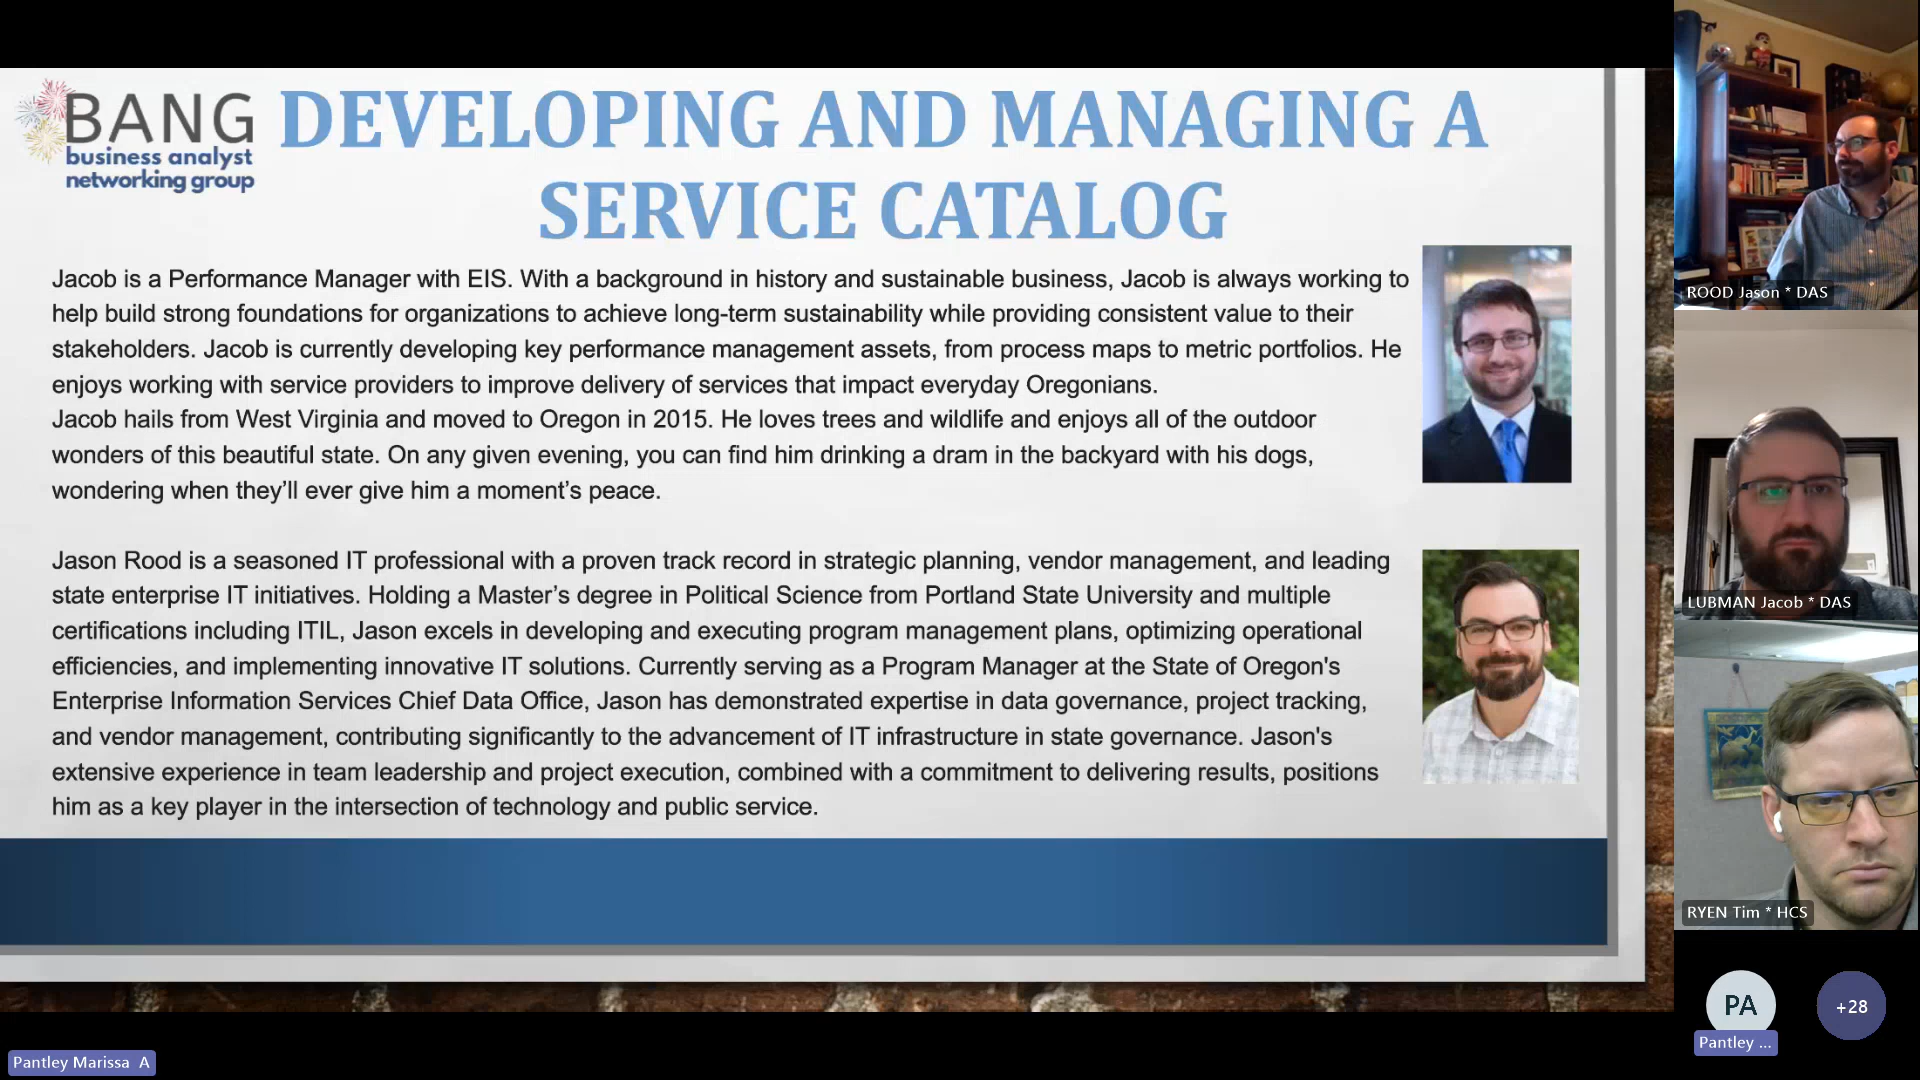 BANG
business analyst
networking group
DEVELOPING AND MANAGING A
SERVICE CATALOG
Jacob is a Performance Manager with EIS. With a background in history and sustainable business, Jacob is always working to
help build strong foundations for organizations to achieve long-term sustainability while providing consistent value to their
stakeholders. Jacob is currently developing key performance management assets, from process maps to metric portfolios. He
enjoys working with service providers to improve delivery of services that impact everyday Oregonians.
Jacob hails from West Virginia and moved to Oregon in 2015. He loves trees and wildlife and enjoys all of the outdoor
wonders of this beautiful state. On any given evening, you can find him drinking a dram in the backyard with his dogs,
wondering when they’ll ever give him a moment’s peace.
Jason Rood is a seasoned IT professional with a proven track record in strategic planning, vendor management, and leading
state enterprise IT initiatives. Holding a Master’s degree in Political Science from Portland State University and multiple
certifications including ITIL, Jason excels in developing and executing program management plans, optimizing operational
efficiencies, and implementing innovative IT solutions. Currently serving as a Program Manager at the State of Oregon's
Enterprise Information Services Chief Data Office, Jason has demonstrated expertise in data governance, project tracking,
and vendor management, contributing significantly to the advancement of IT infrastructure in state governance. Jason's
extensive experience in team leadership and project execution, combined with a commitment to delivering results, positions
him as a key player in the intersection of technology and public service.
ROOD Jason * DAS
LUBMAN Jacob * DAS
RYEN Tim * HCS
PA
+28
Pantley ...
Pantley Marissa A